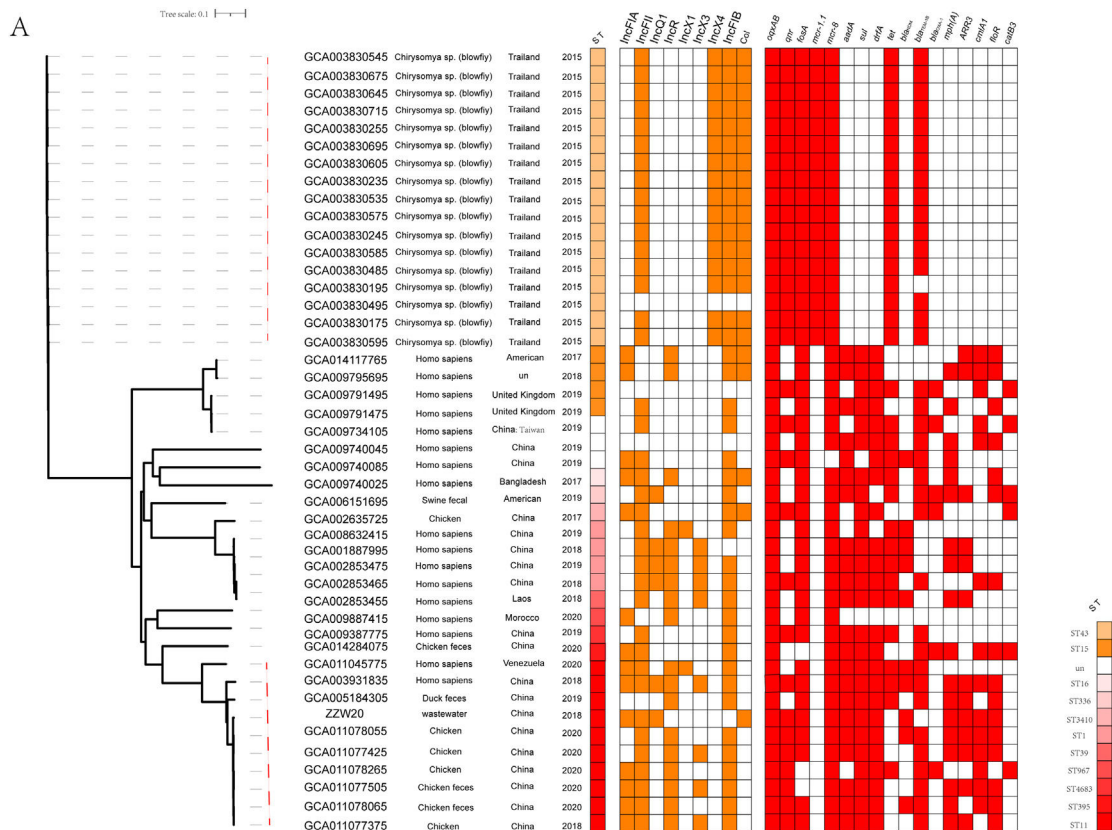 A
Tree scale: 0.1
ST IncFIA IncFII IncQ1 IncR IncX1 IncX3 IncX4 IncFIB Col oqxAB qnr fosA mcr-1.1 mcr-8 aadA sul drfA tet mph(A) ARR3 cmlA1 floR catB3
GCA003830545 Chirysomya sp. (blowfiy) Trailand 2015
GCA003830675 Chirysomya sp. (blowfiy) Trailand 2015
GCA003830645 Chirysomya sp. (blowfiy) Trailand 2015
GCA003830715 Chirysomya sp. (blowfiy) Trailand 2015
GCA003830255 Chirysomya sp. (blowfiy) Trailand 2015
GCA003830695 Chirysomya sp. (blowfiy) Trailand 2015
GCA003830605 Chirysomya sp. (blowfiy) Trailand 2015
GCA003830235 Chirysomya sp. (blowfiy) Trailand 2015
GCA003830535 Chirysomya sp. (blowfiy) Trailand 2015
GCA003830575 Chirysomya sp. (blowfiy) Trailand 2015
GCA003830245 Chirysomya sp. (blowfiy) Trailand 2015
GCA003830585 Chirysomya sp. (blowfiy) Trailand 2015
GCA003830485 Chirysomya sp. (blowfiy) Trailand 2015
GCA003830195 Chirysomya sp. (blowfiy) Trailand 2015
GCA003830495 Chirysomya sp. (blowfiy) Trailand 2015
GCA003830175 Chirysomya sp. (blowfiy) Trailand 2015
GCA003830595 Chirysomya sp. (blowfiy) Trailand 2015
GCA014117765 Homo sapiens American 2017
GCA009795695 Homo sapiens un 2018
GCA009791495 Homo sapiens United Kingdom 2019
GCA009791475 Homo sapiens United Kingdom 2019
GCA009734105 Homo sapiens China: Taiwan 2019
GCA009740045 Homo sapiens China 2019
GCA009740085 Homo sapiens China 2019
GCA009740025 Homo sapiens Bangladesh 2017
GCA006151695 Swine fecal American 2019
GCA002635725 Chicken China 2017
GCA008632415 Homo sapiens China 2019
GCA001887995 Homo sapiens China 2018
GCA002853475 Homo sapiens China 2019
GCA002853465 Homo sapiens China 2018
GCA002853455 Homo sapiens Laos 2018
GCA009887415 Homo sapiens Morocco 2020
GCA009387775 Homo sapiens China 2019
GCA014284075 Chicken feces China 2020
GCA011045775 Homo sapiens Venezuela 2020
GCA003931835 Homo sapiens China 2018
GCA005184305 Duck feces China 2019
ZZW20 wastewater China 2018
GCA011078055 Chicken China 2020
GCA011077425 Chicken China 2020
GCA011078265 Chicken China 2020
GCA011077505 Chicken feces China 2020
GCA011078065 Chicken feces China 2020
GCA011077375 Chicken China 2018
ST
ST43
ST15
un
ST16
ST336
ST3410
ST1
ST39
ST967
ST4683
ST395
ST11